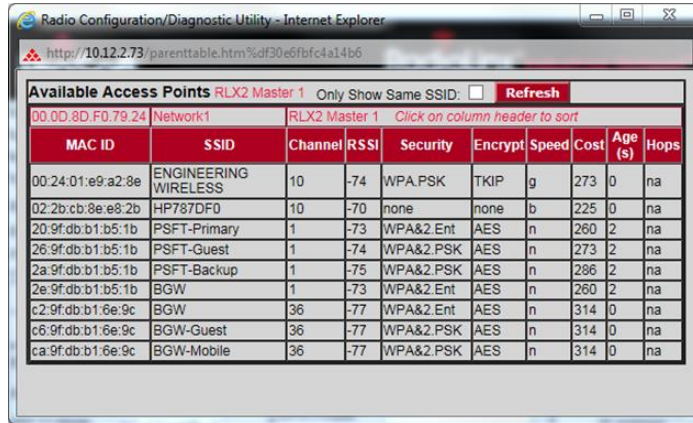 Radio Configuration/Diagnostic Utility - Internet Explorer
http://10.12.2.73/parenttable.htm%df30e6fbfc4a14b6
Available Access Points RLX2 Master 1 Only Show Same SSID: Refresh
00.0D.8D.F0.79.24 Network1 RLX2 Master 1 Click on column header to sort
MAC ID SSID Channel RSSI Security Encrypt Speed Cost Age (s) Hops
00:24:01:e9:a2:8e ENGINEERING WIRELESS 10 -74 WPA.PSK TKIP g 273 0 na
02:2b:cb:8e:e8:2b HP787DF0 10 -70 none none b 225 0 na
20:9f:db:b1:b5:1b PSFT-Primary 1 -73 WPA&2.Ent AES n 260 2 na
26:9f:db:b1:b5:1b PSFT-Guest 1 -74 WPA&2.PSK AES n 273 2 na
2a:9f:db:b1:b5:1b PSFT-Backup 1 -75 WPA&2.PSK AES n 286 2 na
2e:9f:db:b1:b5:1b BGW 1 -73 WPA&2.Ent AES n 260 2 na
c2:9f:db:b1:6e:9c BGW 36 -77 WPA&2.Ent AES n 314 0 na
c6:9f:db:b1:6e:9c BGW-Guest 36 -77 WPA&2.PSK AES n 314 0 na
ca:9f:db:b1:6e:9c BGW-Mobile 36 -77 WPA&2.PSK AES n 314 0 na